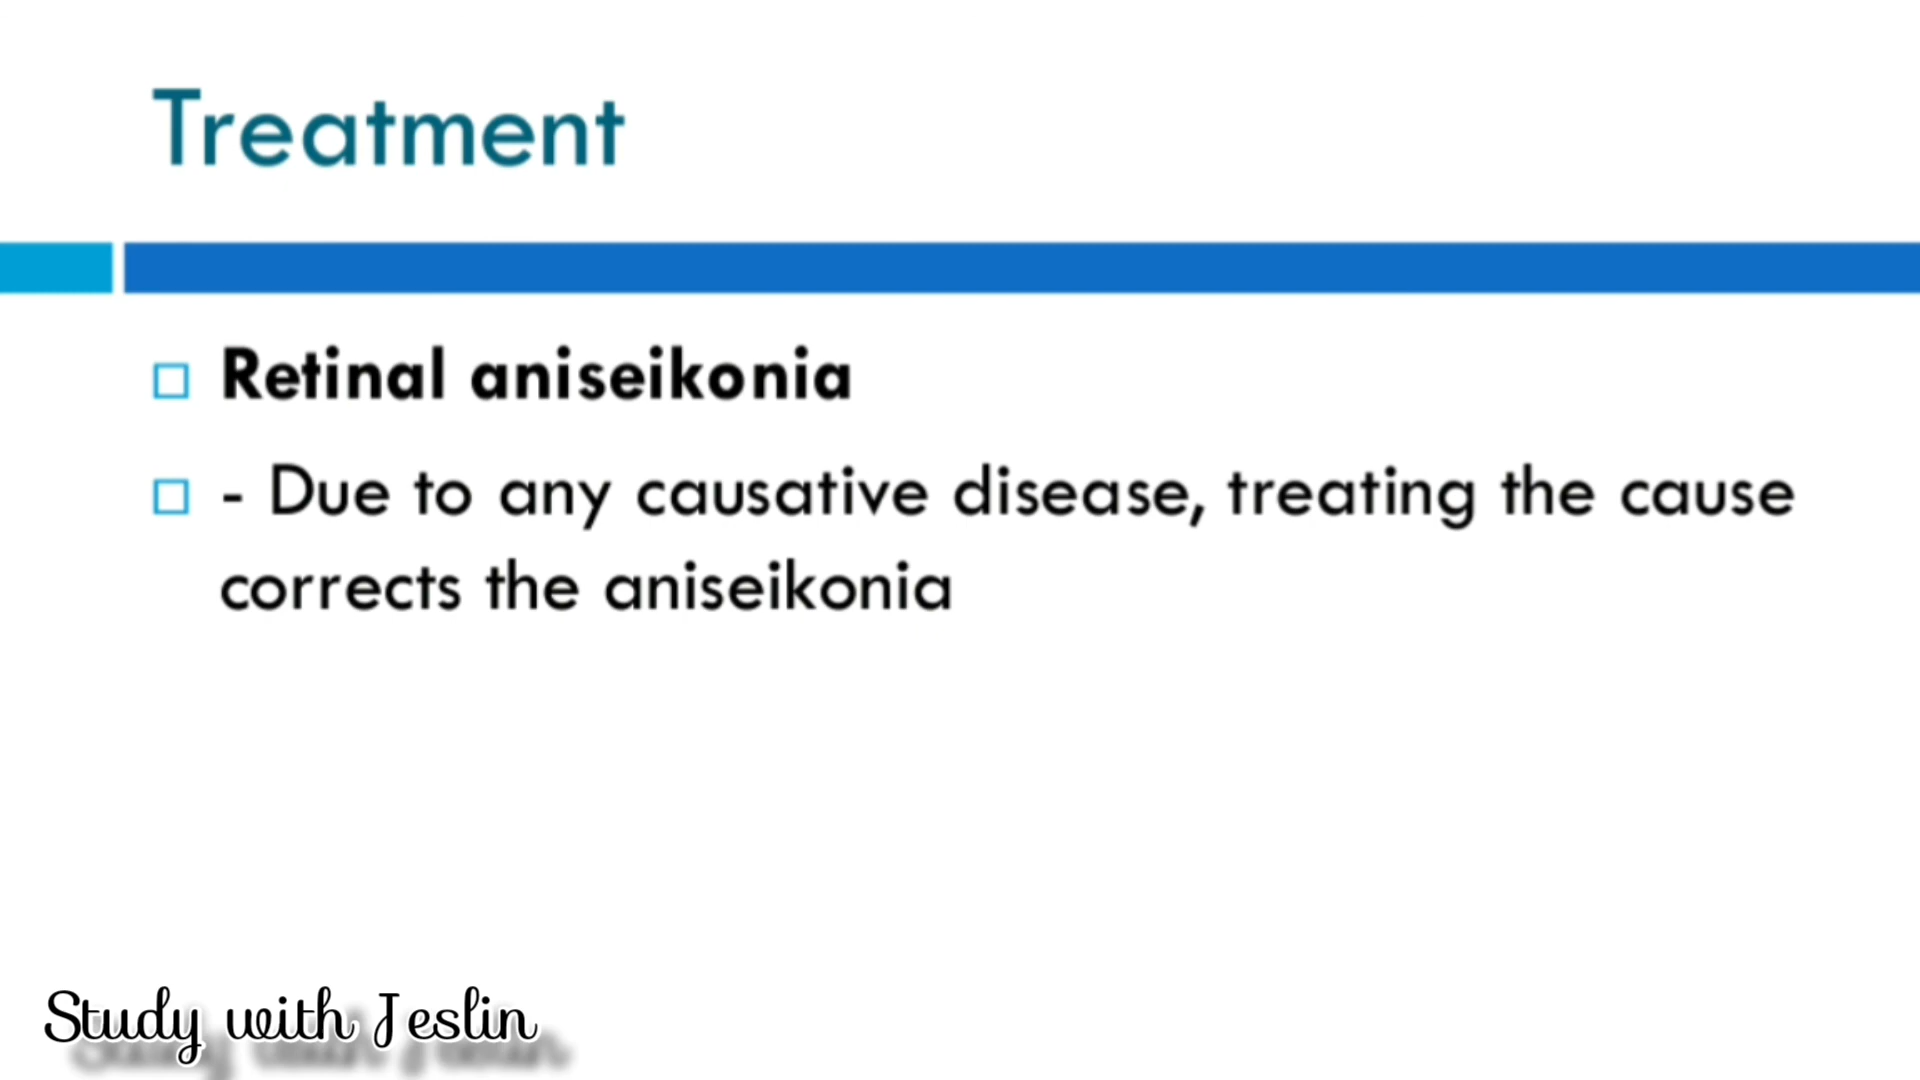 Treatment
Retinal aniseikonia
- Due to any causative disease, treating the cause
corrects the aniseikonia
Study with Jeslin